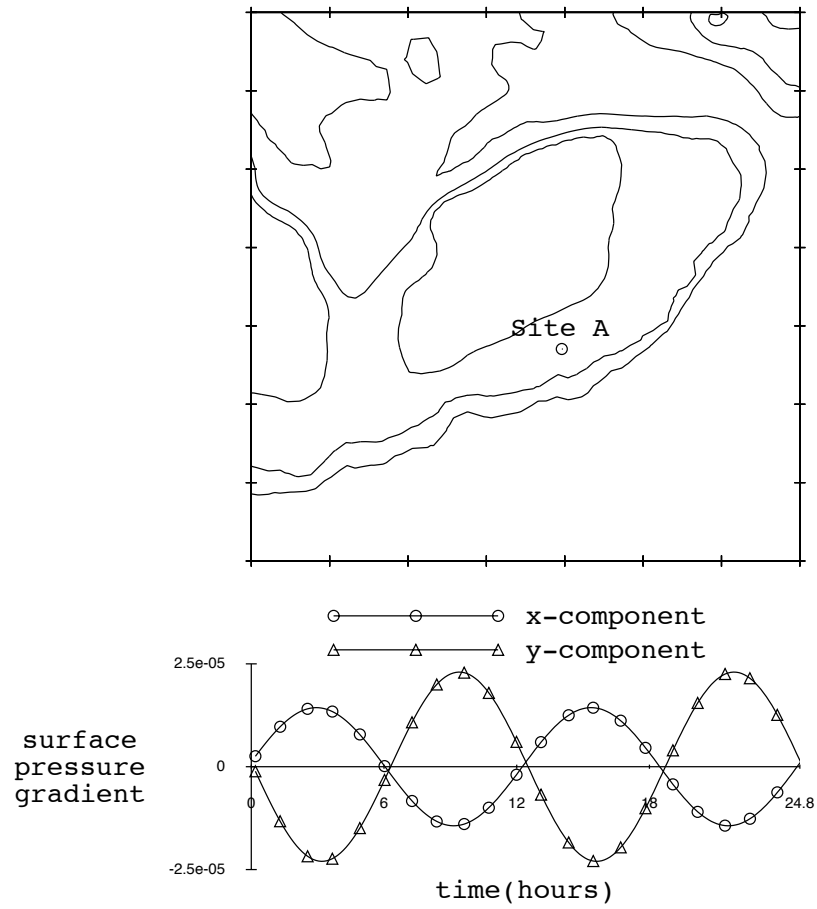 Site A
x-component
y-component
2.5e-05
surface
pressure
gradient
0
0
6
12
18
24.8
-2.5e-05
time(hours)